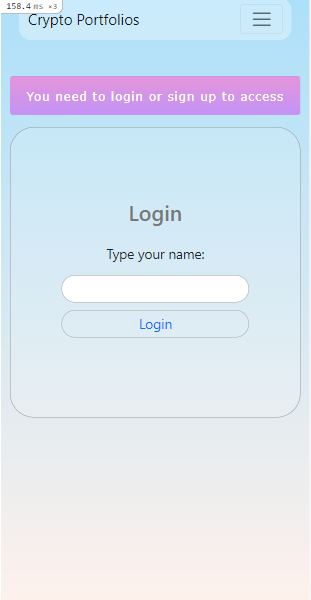 158.4 ms ×3
Crypto Portfolios
You need to login or sign up to access
Login
Type your name:
Login